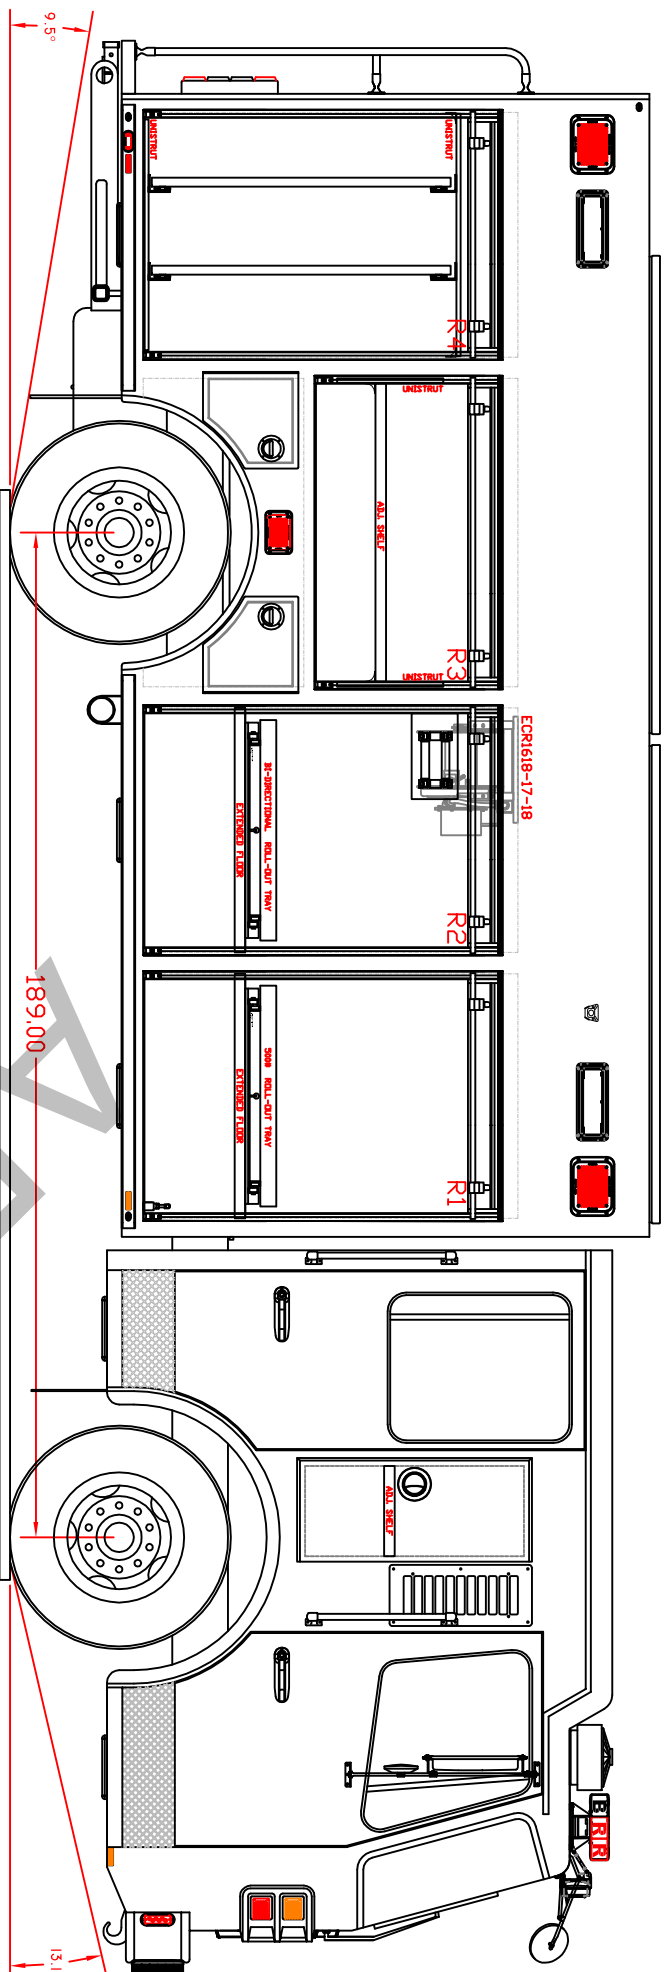 9.5°
UNISTRUT
UNISTRUT
R4
UNISTRUT
ADJ. SHELF
UNISTRUT
R3
ECR1618-17-18
BI-DIRECTIONAL ROLL-OUT TRAY
EXTENDED FLOOR
R2
189.00
500# ROLL-OUT TRAY
EXTENDED FLOOR
R1
ADJ. SHELF
B R R
13.1